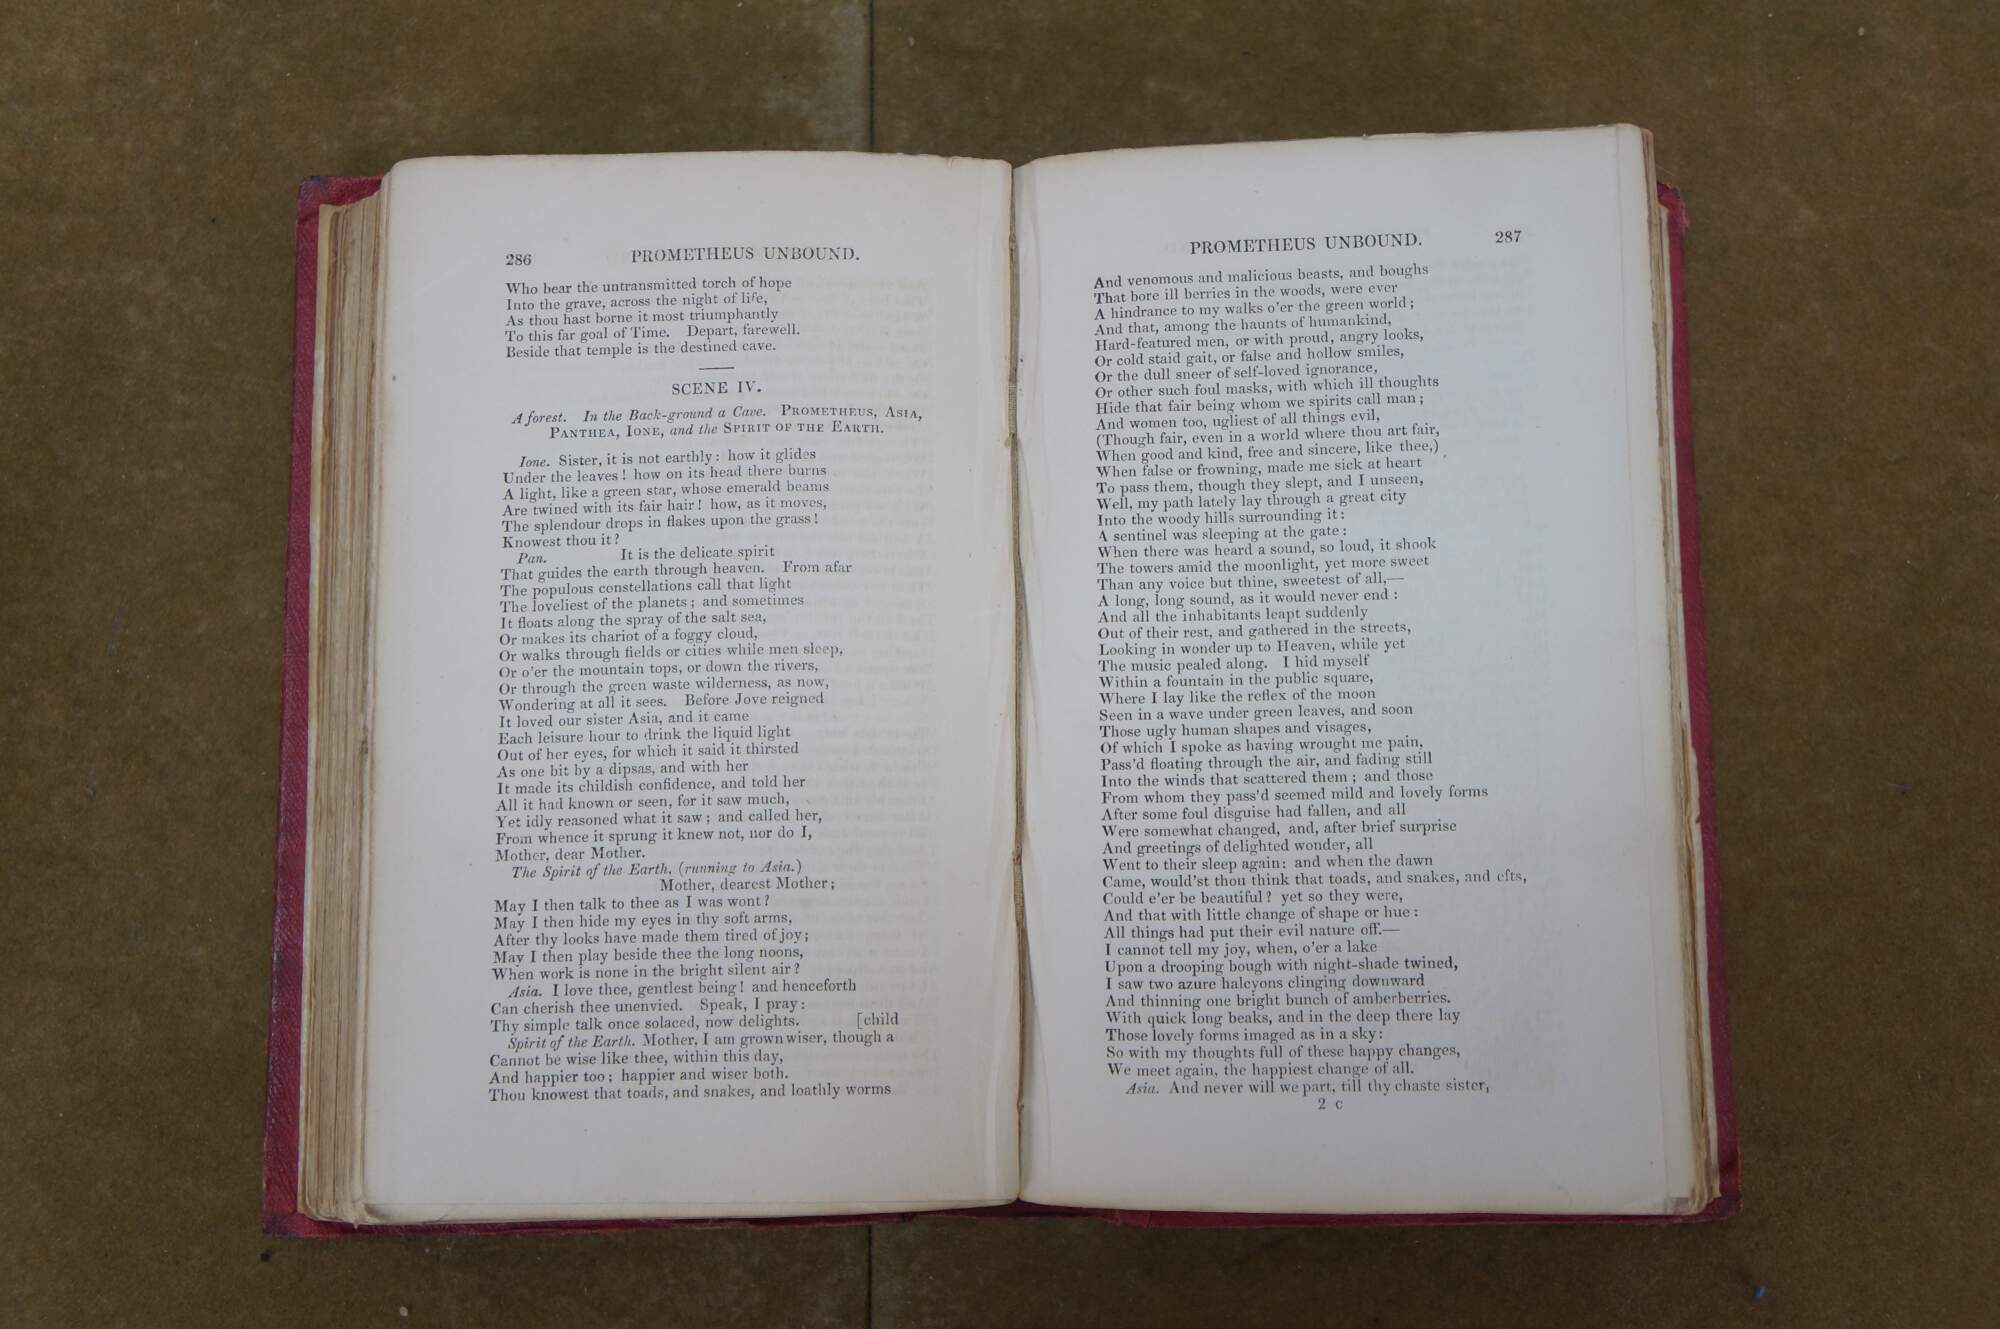 286 PROMETHEUS UNBOUND.
Who bear the untransmitted torch of hope
Into the grave, across the night of life,
As thou hast borne it most triumphantly
To this far goal of Time. Depart, farewell.
Beside that temple is the destined cave.
SCENE IV.
A forest. In the Back-ground a Cave. PROMETHEUS, ASIA,
PANTHEA, IONE, and the SPIRIT OF THE EARTH.
Ione. Sister, it is not earthly: how it glides
Under the leaves! how on its head there burns
A light, like a green star, whose emerald beams
Are twined with its fair hair! how, as it moves,
The splendour drops in flakes upon the grass!
Knowest thou it?
Pan. It is the delicate spirit
That guides the earth through heaven. From afar
The populous constellations call that light
The loveliest of the planets; and sometimes
It floats along the spray of the salt sea,
Or makes its chariot of a foggy cloud,
Or walks through fields or cities while men sleep,
Or o'er the mountain tops, or down the rivers,
Or through the green waste wilderness, as now,
Wondering at all it sees. Before Jove reigned
It loved our sister Asia, and it came
Each leisure hour to drink the liquid light
Out of her eyes, for which it said it thirsted
As one bit by a dipsas, and with her
It made its childish confidence, and told her
All it had known or seen, for it saw much,
Yet idly reasoned what it saw; and called her,
From whence it sprung it knew not, nor do I,
Mother, dear Mother.
The Spirit of the Earth, (running to Asia.)
Mother, dearest Mother;
May I then talk to thee as I was wont?
May I then hide my eyes in thy soft arms,
After thy looks have made them tired of joy;
May I then play beside thee the long noons,
When work is none in the bright silent air?
Asia. I love thee, gentlest being! and henceforth
Can cherish thee unenvied. Speak, I pray:
Thy simple talk once solaced, now delights. [child
Spirit of the Earth. Mother, I am grown wiser, though a
Cannot be wise like thee, within this day,
And happier too; happier and wiser both.
Thou knowest that toads, and snakes, and loathly worms
PROMETHEUS UNBOUND. 287
And venomous and malicious beasts, and boughs
That bore ill berries in the woods, were ever
A hindrance to my walks o'er the green world;
And that, among the haunts of humankind,
Hard-featured men, or with proud, angry looks,
Or cold staid gait, or false and hollow smiles,
Or the dull sneer of self-loved ignorance,
Or other such foul masks, with which ill thoughts
Hide that fair being whom we spirits call man;
And women too, ugliest of all things evil,
(Though fair, even in a world where thou art fair,
When good and kind, free and sincere, like thee,)
When false or frowning, made me sick at heart
To pass them, though they slept, and I unseen,
Well, my path lately lay through a great city
Into the woody hills surrounding it:
A sentinel was sleeping at the gate:
When there was heard a sound, so loud, it shook
The towers amid the moonlight, yet more sweet
Than any voice but thine, sweetest of all,—
A long, long sound, as it would never end:
And all the inhabitants leapt suddenly
Out of their rest, and gathered in the streets,
Looking in wonder up to Heaven, while yet
The music pealed along. I hid myself
Within a fountain in the public square,
Where I lay like the reflex of the moon
Seen in a wave under green leaves, and soon
Those ugly human shapes and visages,
Of which I spoke as having wrought me pain,
Pass'd floating through the air, and fading still
Into the winds that scattered them; and those
From whom they pass'd seemed mild and lovely forms
After some foul disguise had fallen, and all
Were somewhat changed, and, after brief surprise
And greetings of delighted wonder, all
Went to their sleep again: and when the dawn
Came, would'st thou think that toads, and snakes, and efts,
Could e'er be beautiful? yet so they were,
And that with little change of shape or hue:
All things had put their evil nature off.—
I cannot tell my joy, when, o'er a lake
Upon a drooping bough with night-shade twined,
I saw two azure halcyons clinging downward
And thinning one bright bunch of amberberries.
With quick long beaks, and in the deep there lay
Those lovely forms imaged as in a sky:
So with my thoughts full of these happy changes,
We meet again, the happiest change of all.
Asia. And never will we part, till thy chaste sister,
2 C